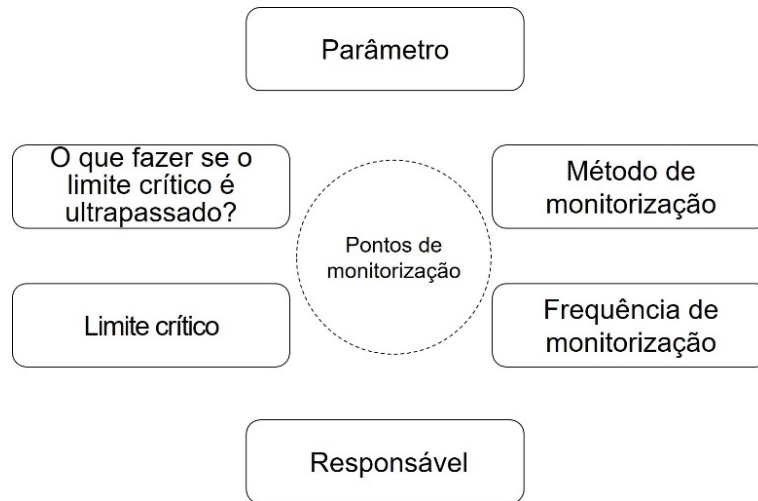 Parâmetro
O que fazer se o
limite crítico é
ultrapassado?
Método de
monitorização
Pontos de
monitorização
Limite crítico
Frequência de
monitorização
Responsável